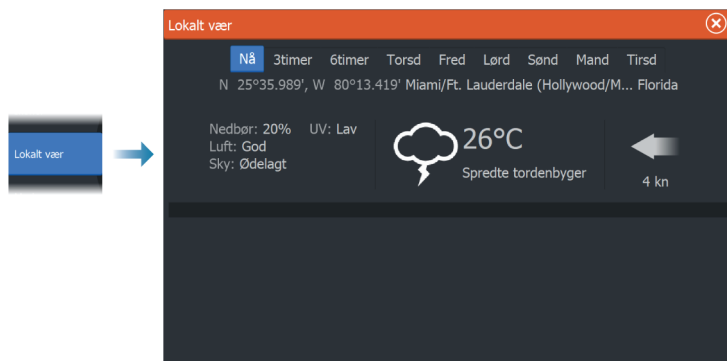 Lokalt vær
Lokalt vær
Nå 3timer 6timer Torsd Fred Lørd Sønd Mand Tirsd
N 25°35.989', W 80°13.419' Miami/Ft. Lauderdale (Hollywood/M... Florida
Nedbør: 20% UV: Lav
Luft: God
Sky: Ødelagt
26°C
Spredte tordenbyger
4 kn